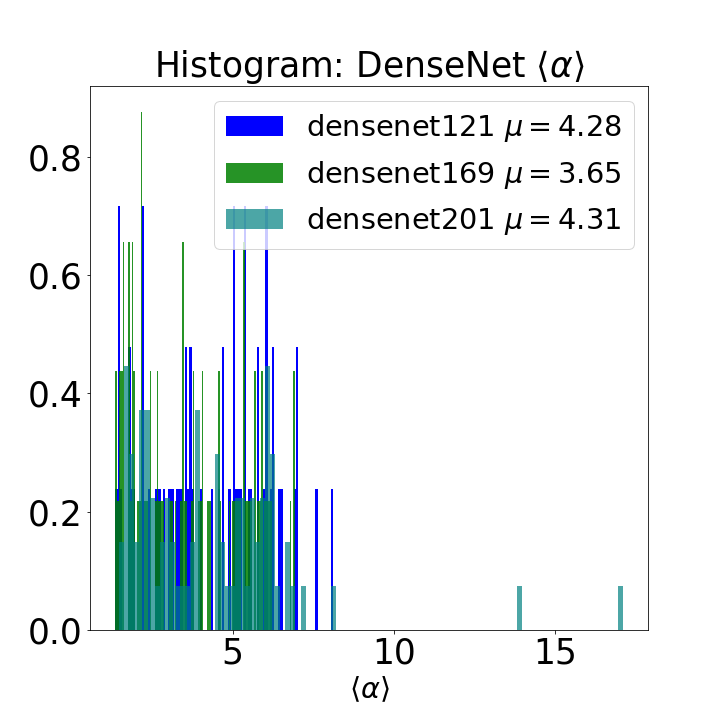 Histogram: DenseNet ⟨α⟩
densenet121 μ = 4.28
densenet169 μ = 3.65
densenet201 μ = 4.31
0.8
0.6
0.4
0.2
0.0
5 10 15
⟨α⟩